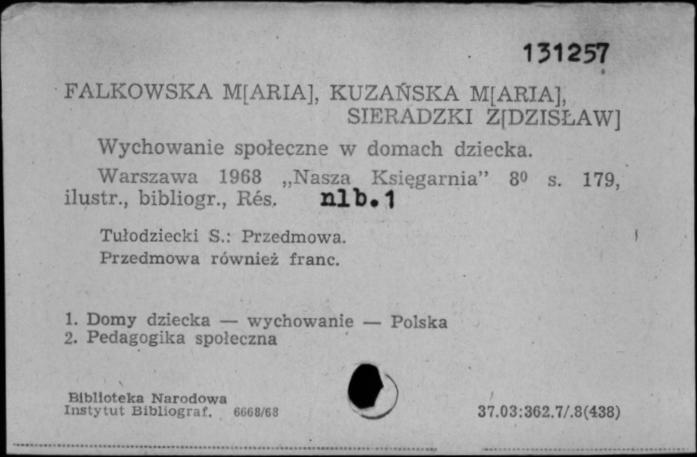 131257
FALKOWSKA M[ARIA], KUZAŃSKA M[ARIA],
SIERADZKI Z[DZISŁAW]
Wychowanie społeczne w domach dziecka.
Warszawa 1968 „Nasza Księgarnia” 8⁰ s. 179,
ilustr., bibliogr., Rés. nlb.1
Tułodziecki S.: Przedmowa.
Przedmowa również franc.
1. Domy dziecka — wychowanie — Polska
2. Pedagogika społeczna
Biblioteka Narodowa
Instytut Bibliograf. 6668/68 37.03:362.7/.8(438)